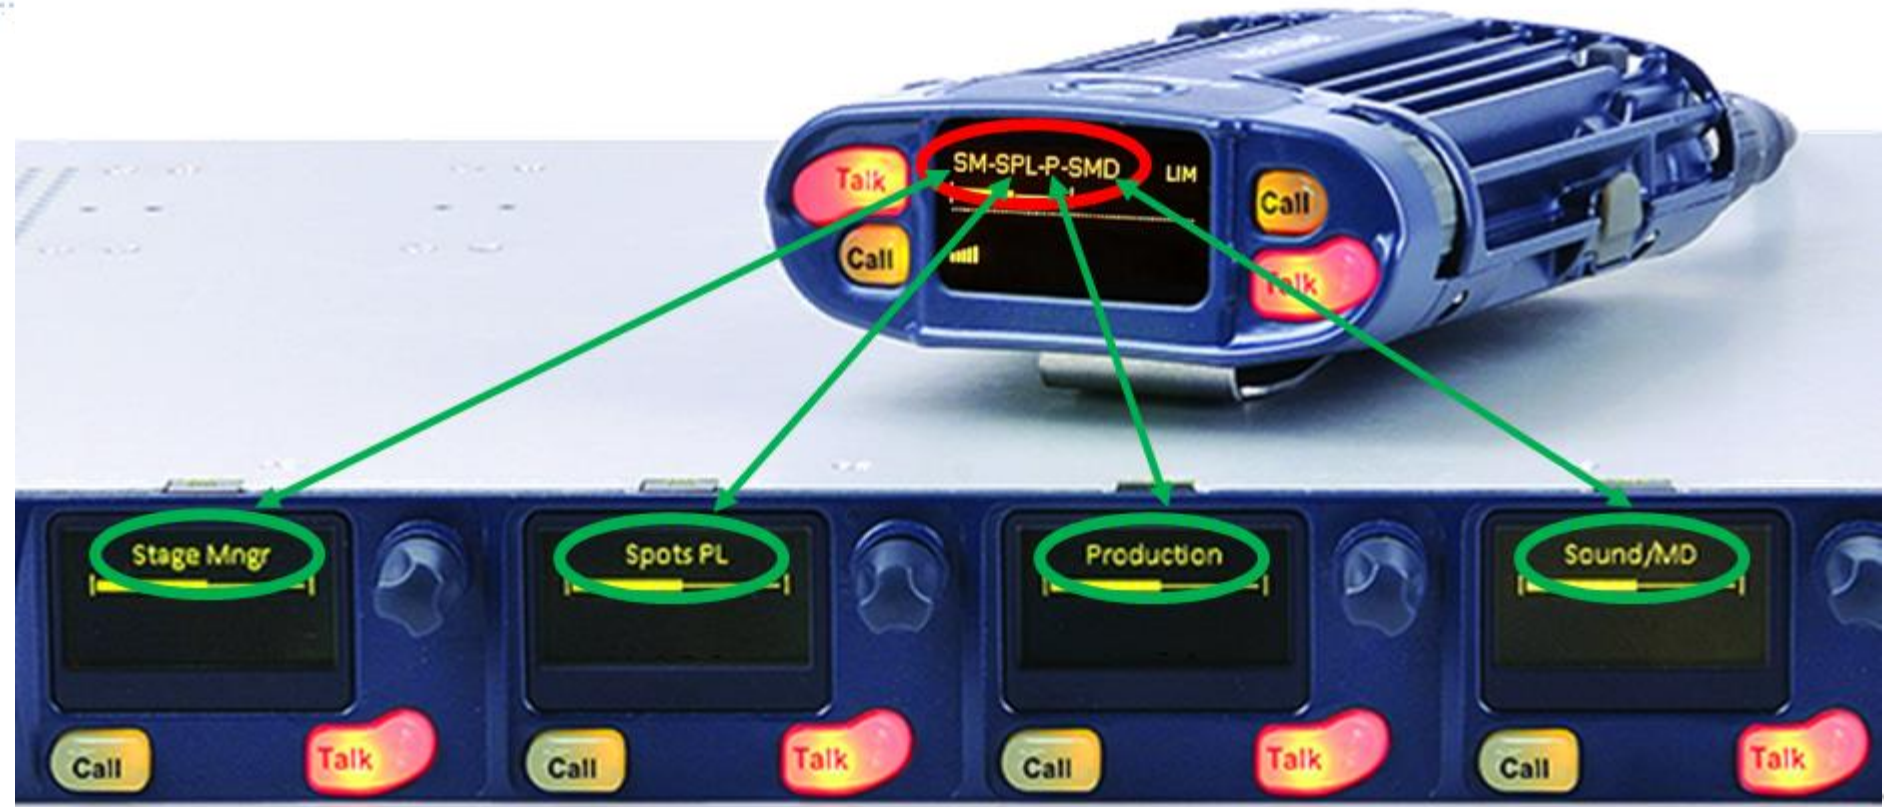 SM-SPL-P-SMD LIM
Talk
Call
Call
Talk
Stage Mngr
Spots PL
Production
Sound/MD
Call
Talk
Call
Talk
Call
Talk
Call
Talk